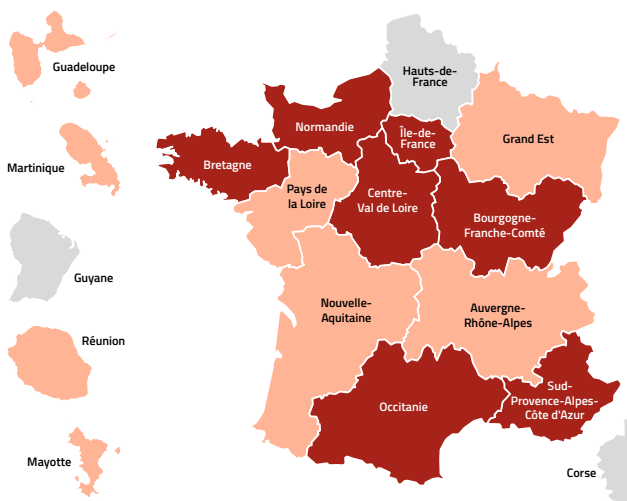 Guadeloupe
Martinique
Guyane
Réunion
Mayotte
Hauts-de-
France
Normandie
Île-de-
France
Grand Est
Bretagne
Pays de
la Loire
Centre-
Val de Loire
Bourgogne-
Franche-Comté
Nouvelle-
Aquitaine
Auvergne-
Rhône-Alpes
Occitanie
Sud-
Provence-Alpes-
Côte d'Azur
Corse